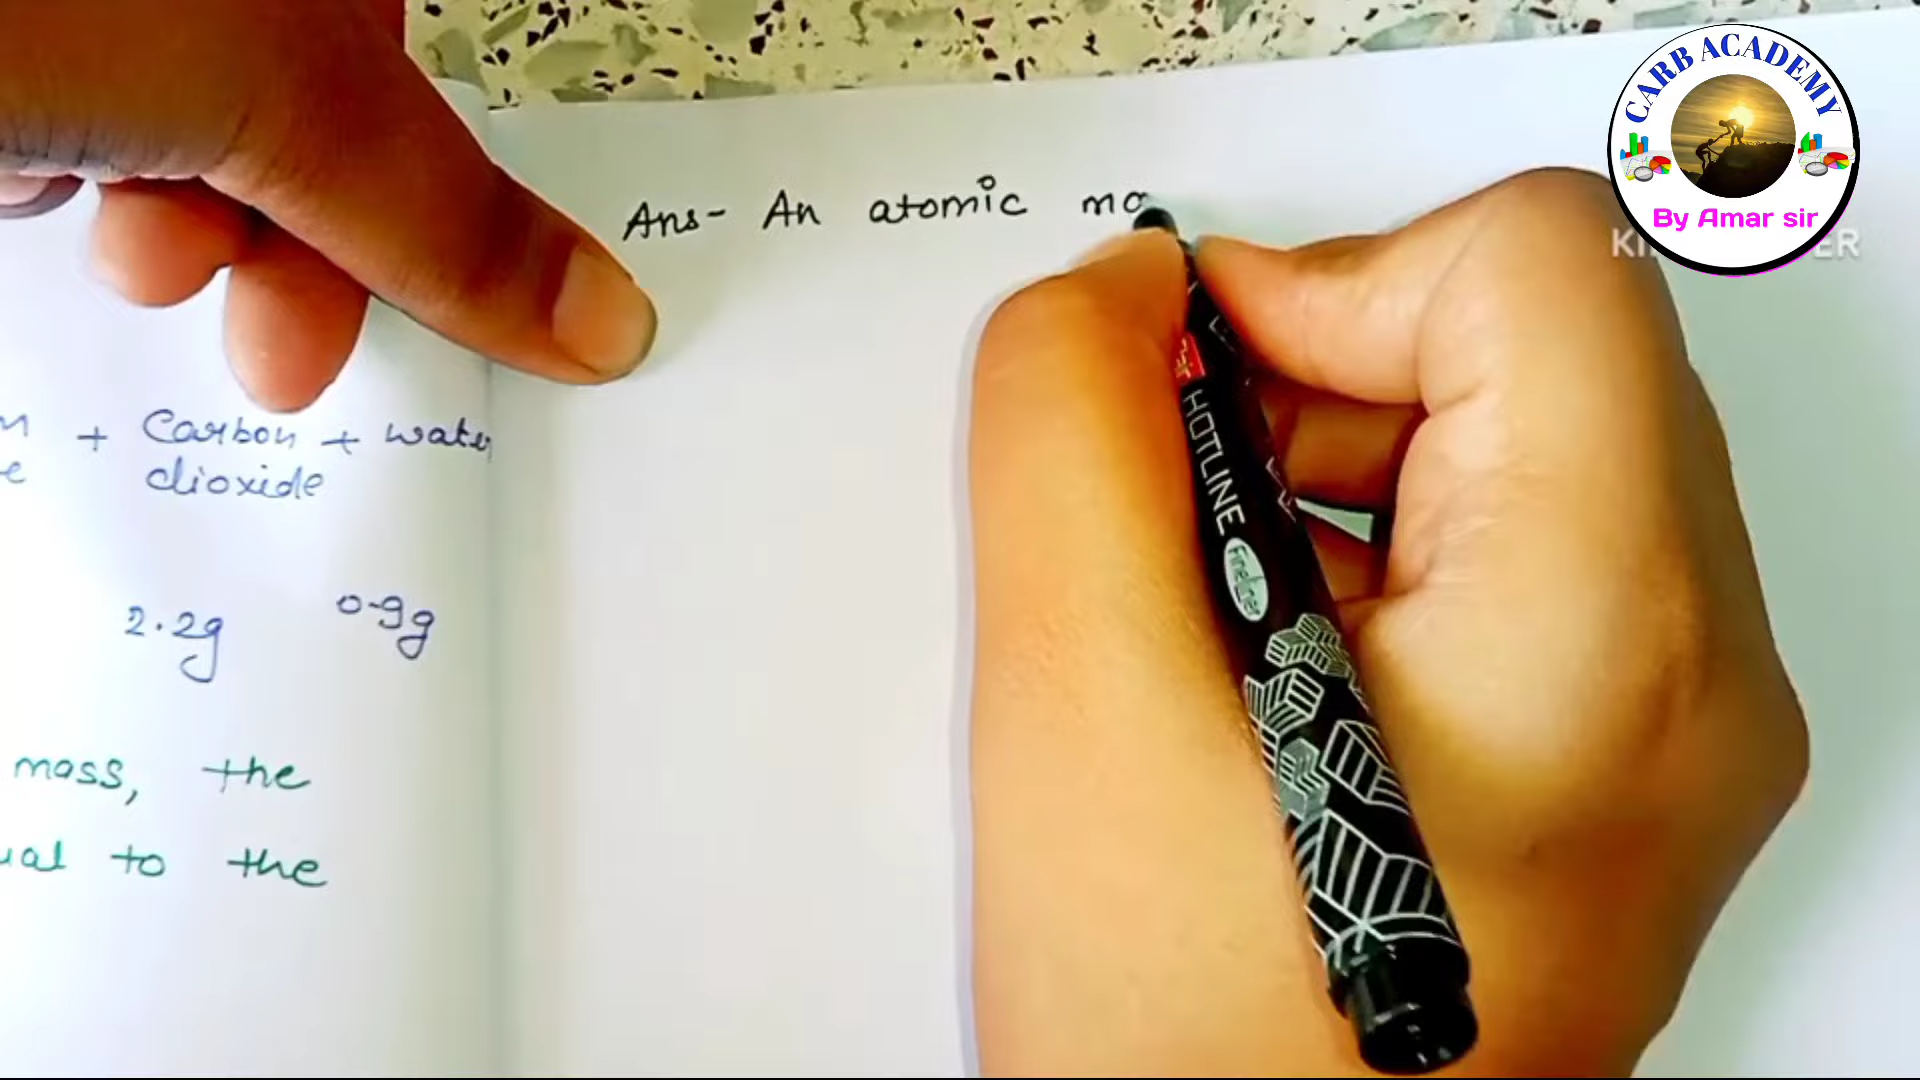 CARB ACADEMY
By Amar sir
Ans- An atomic
+ Carbon + water
dioxide
2.2g 0.9g
mass, the
to the
HOTLINE
FineLiner